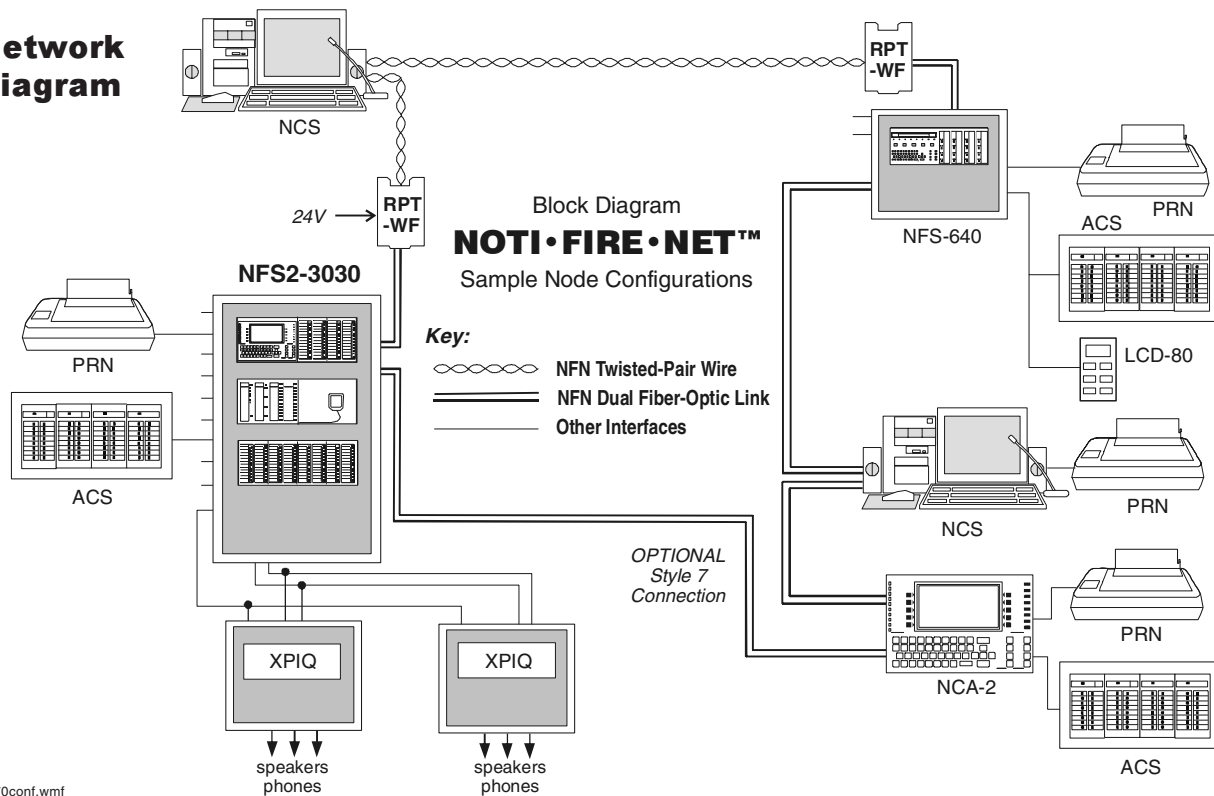 etwork
iagram
NCS
RPT
-WF
24V
RPT
-WF
Block Diagram
NOTI•FIRE•NET™
Sample Node Configurations
NFS2-3030
Key:
NFN Twisted-Pair Wire
NFN Dual Fiber-Optic Link
Other Interfaces
PRN
ACS
NFS-640
PRN
ACS
LCD-80
NCS
PRN
OPTIONAL
Style 7
Connection
NCA-2
PRN
ACS
XPIQ
XPIQ
speakers
phones
speakers
phones
0conf.wmf